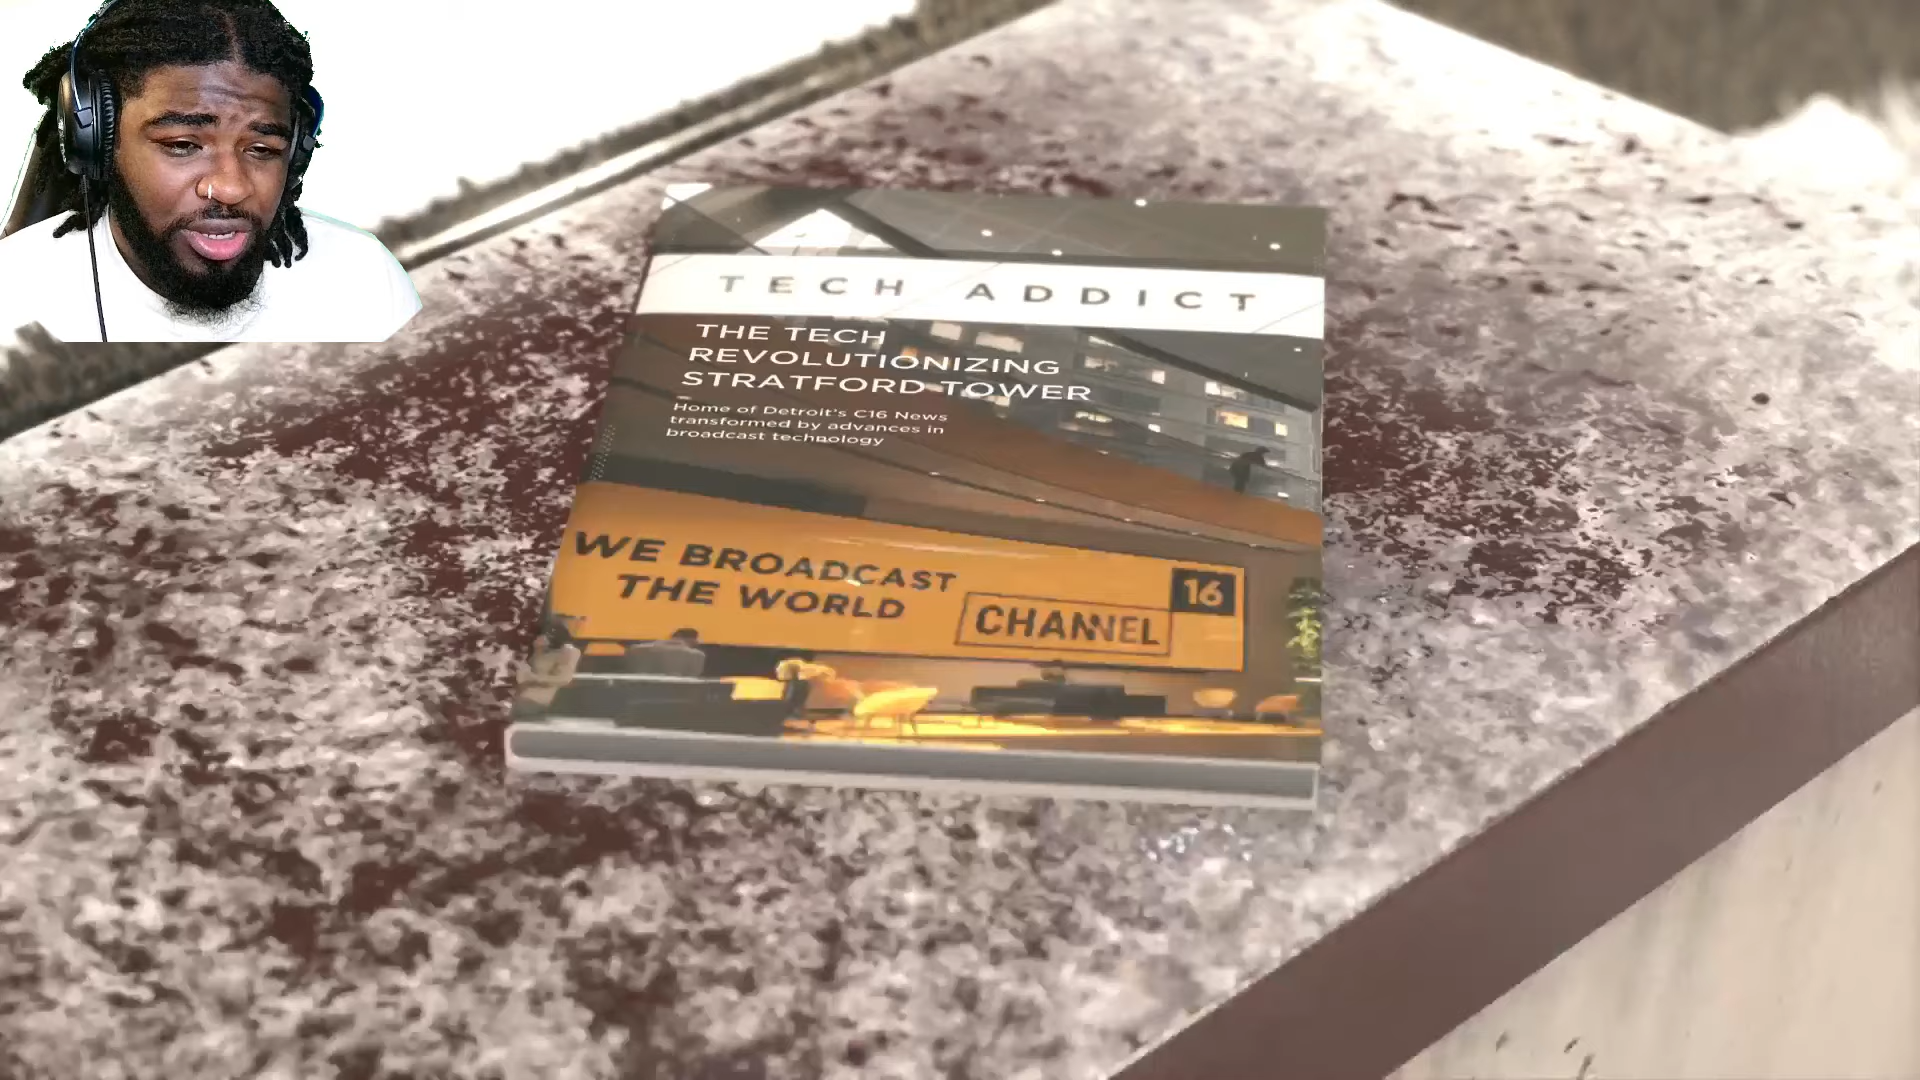 TECH ADDICT
THE TECH
REVOLUTIONIZING
STRATFORD TOWER
Home of Detroit's C16 News
transformed by advances in
broadcast technology
WE BROADCAST
THE WORLD
CHANNEL
16